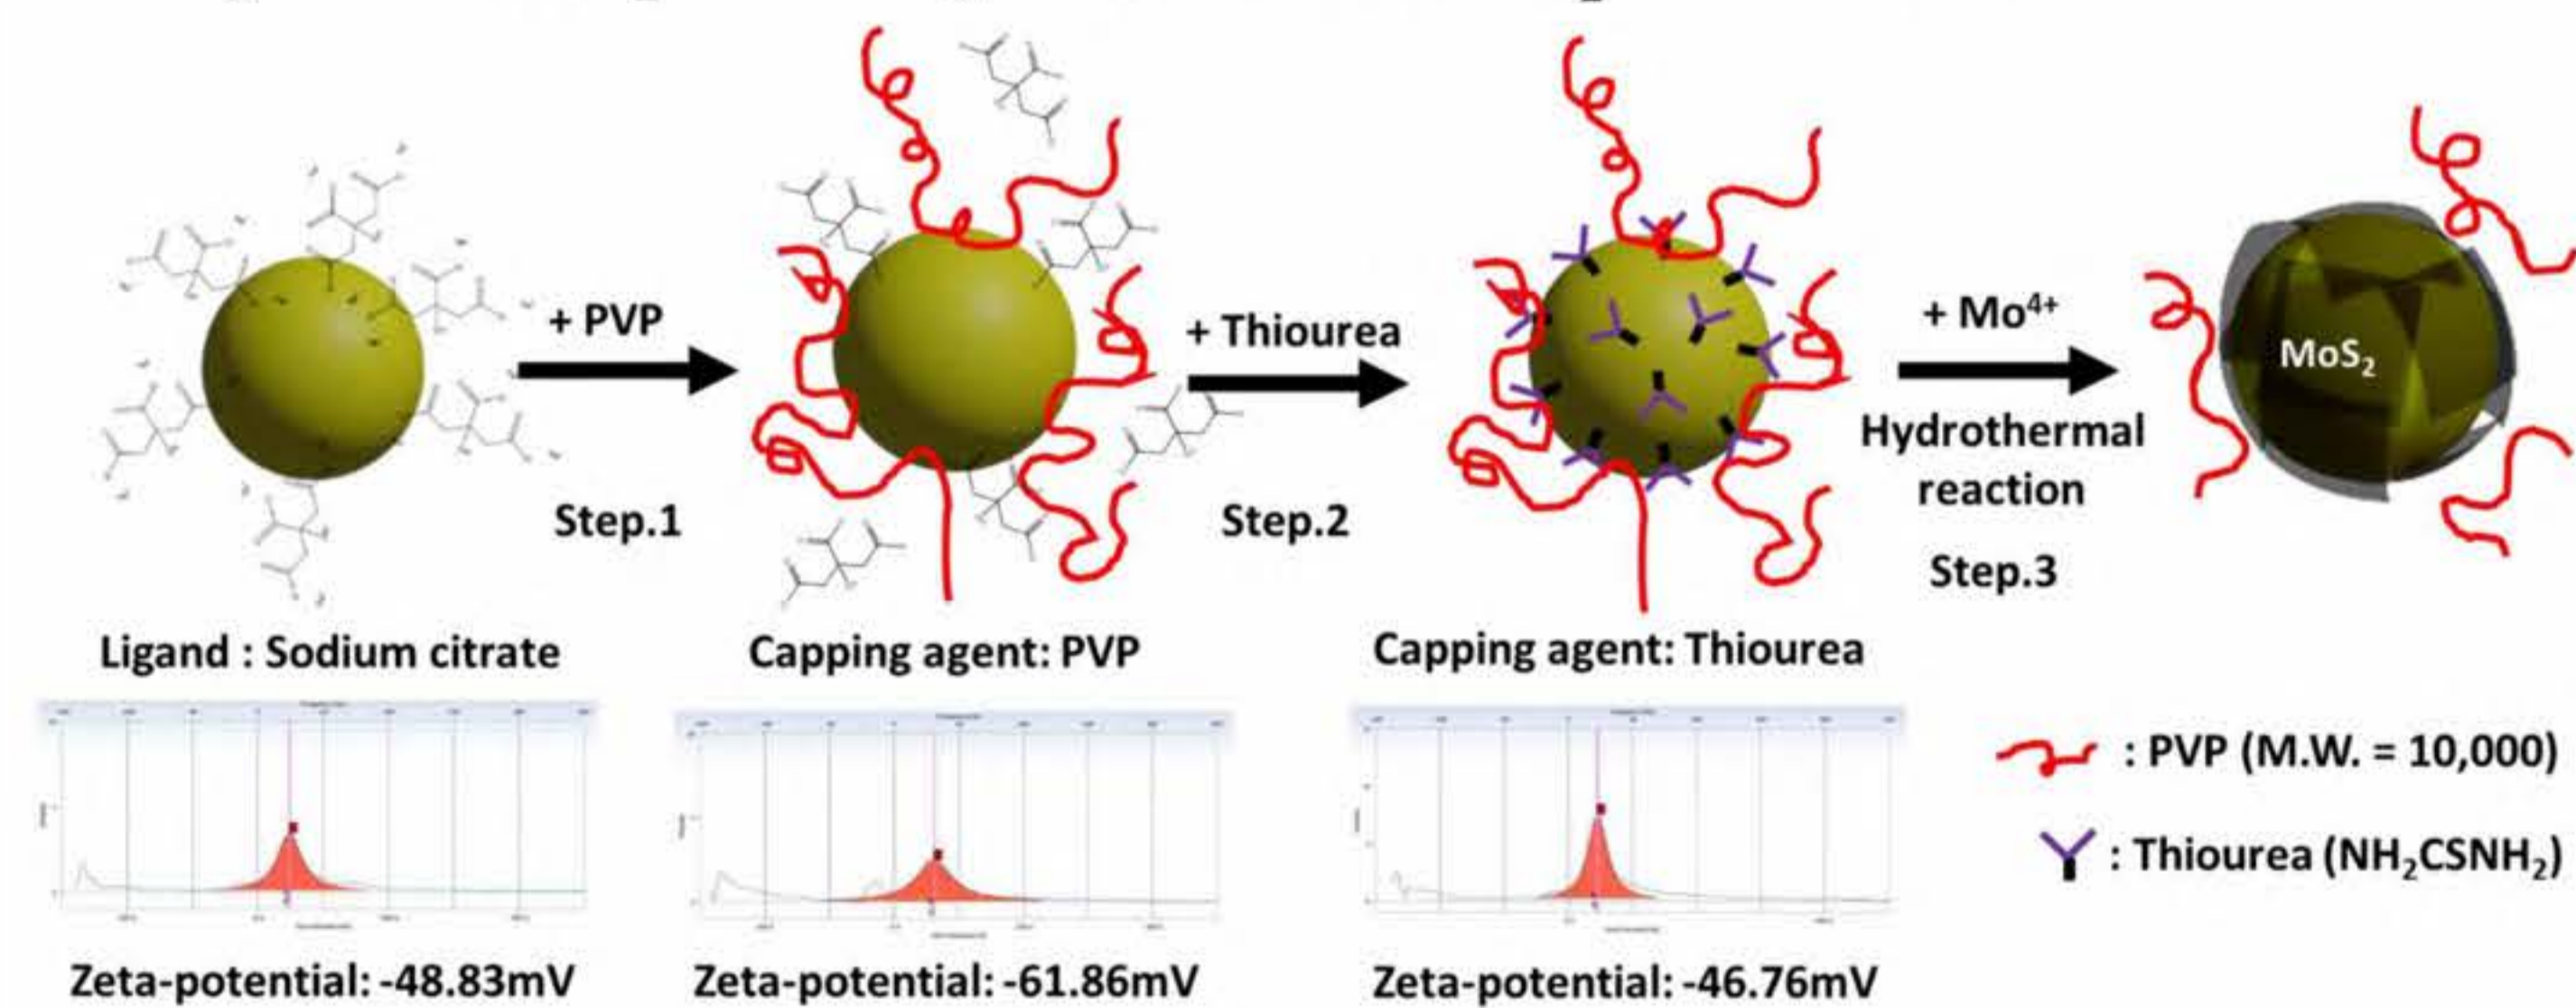 + PVP
Step.1
+ Thiourea
Step.2
+ Mo⁴⁺
Hydrothermal
reaction
Step.3
MoS₂
Ligand : Sodium citrate
Capping agent: PVP
Capping agent: Thiourea
: PVP (M.W. = 10,000)
: Thiourea (NH₂CSNH₂)
Zeta-potential: -48.83mV
Zeta-potential: -61.86mV
Zeta-potential: -46.76mV